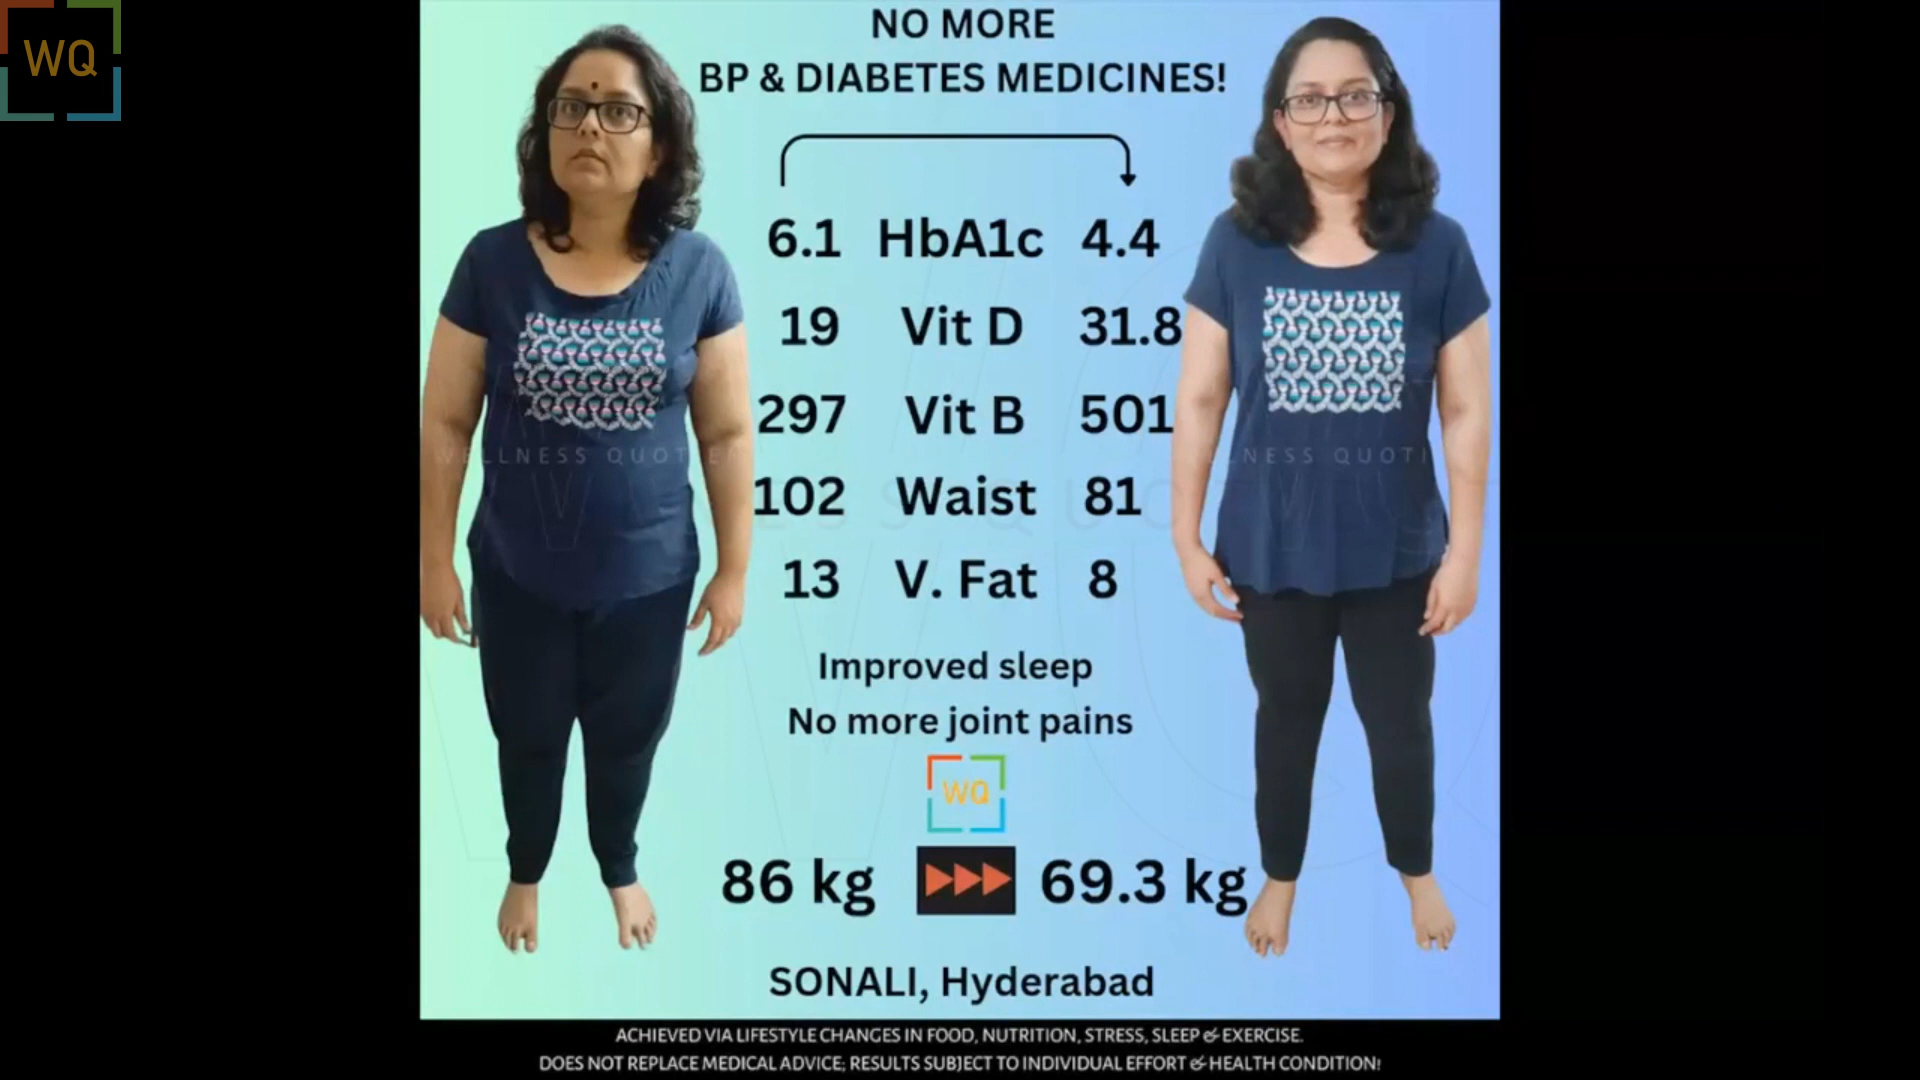 WQ
NO MORE
BP & DIABETES MEDICINES!
6.1 HbA1c 4.4
19 Vit D 31.8
297 Vit B 501
102 Waist 81
13 V. Fat 8
Improved sleep
No more joint pains
WQ
86 kg 69.3 kg
SONALI, Hyderabad
ACHIEVED VIA LIFESTYLE CHANGES IN FOOD, NUTRITION, STRESS, SLEEP & EXERCISE.
DOES NOT REPLACE MEDICAL ADVICE; RESULTS SUBJECT TO INDIVIDUAL EFFORT & HEALTH CONDITION!